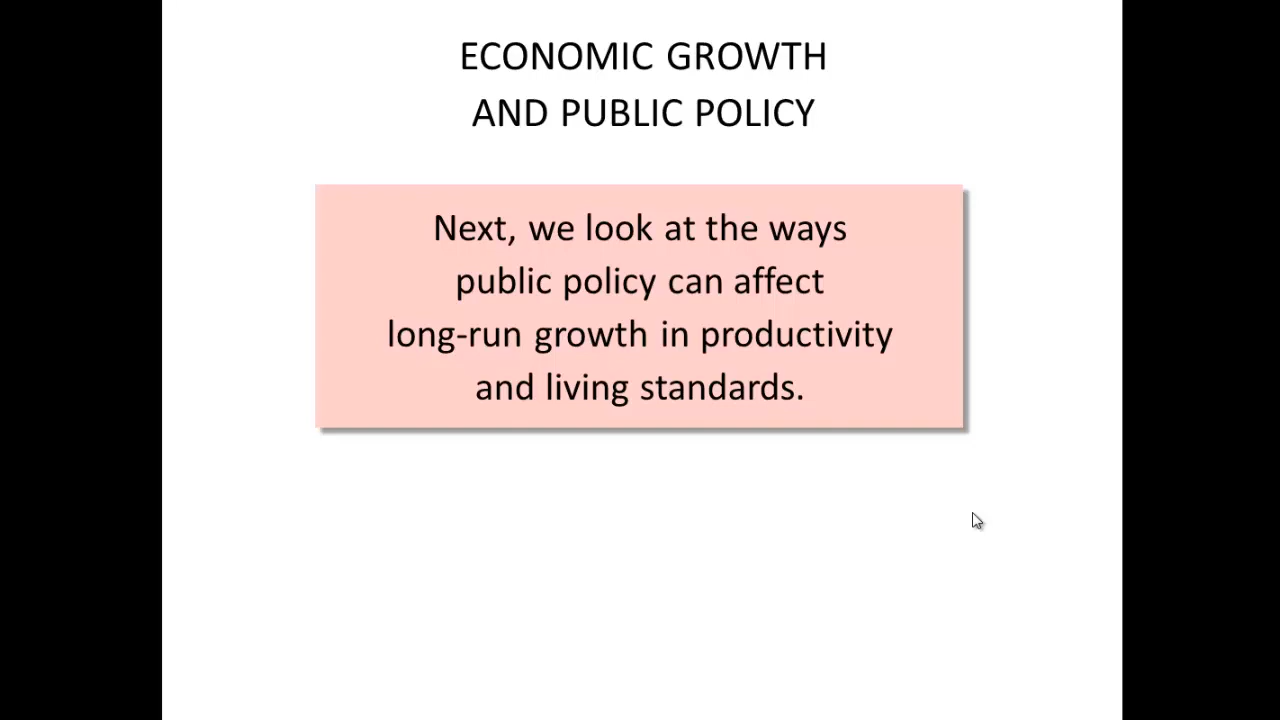 ECONOMIC GROWTH
AND PUBLIC POLICY
Next, we look at the ways
public policy can affect
long-run growth in productivity
and living standards.